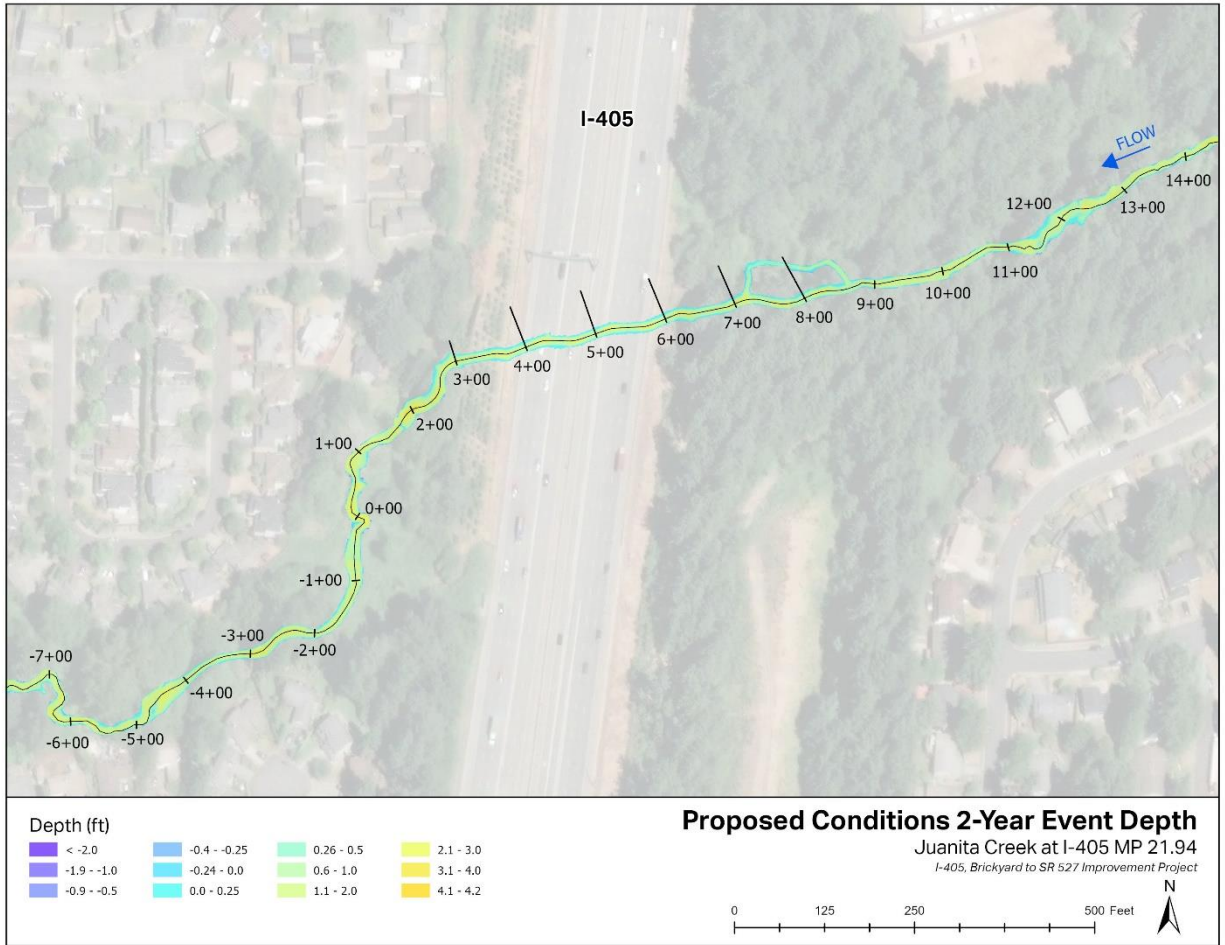 I-405
FLOW
14+00
13+00
12+00
11+00
10+00
9+00
8+00
7+00
6+00
5+00
4+00
3+00
2+00
1+00
0+00
-1+00
-2+00
-3+00
-4+00
-5+00
-6+00
-7+00
Depth (ft)
< -2.0
-1.9 - -1.0
-0.9 - -0.5
-0.4 - -0.25
-0.24 - 0.0
0.0 - 0.25
0.26 - 0.5
0.6 - 1.0
1.1 - 2.0
2.1 - 3.0
3.1 - 4.0
4.1 - 4.2
Proposed Conditions 2-Year Event Depth
Juanita Creek at I-405 MP 21.94
I-405, Brickyard to SR 527 Improvement Project
N
0 125 250 500 Feet